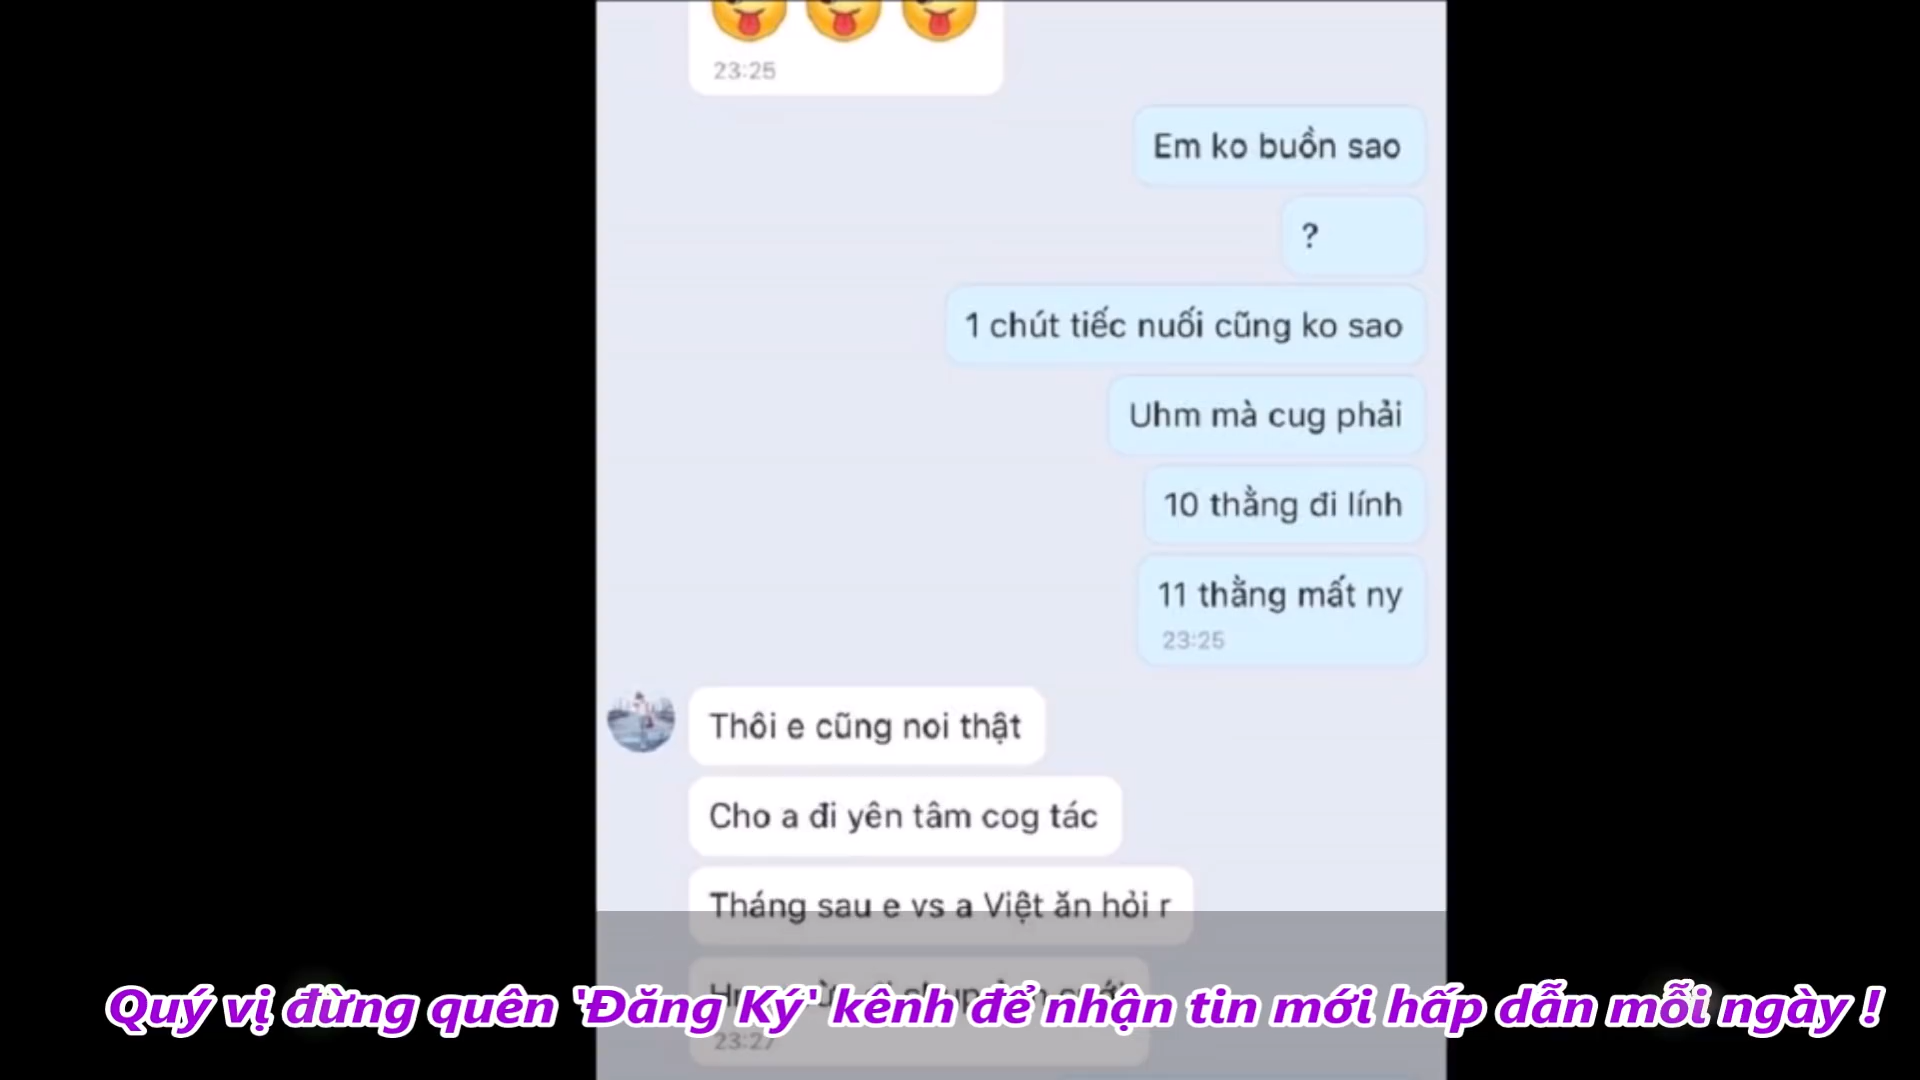 23:25
Em ko buồn sao
?
1 chút tiếc nuối cũng ko sao
Uhm mà cug phải
10 thằng đi lính
11 thằng mất ny
23:25
Thôi e cũng noi thật
Cho a đi yên tâm cog tác
Tháng sau e vs a Việt ăn hỏi r
Quý vị đừng quên 'Đăng Ký' kênh để nhận tin mới hấp dẫn mỗi ngày !
23:27